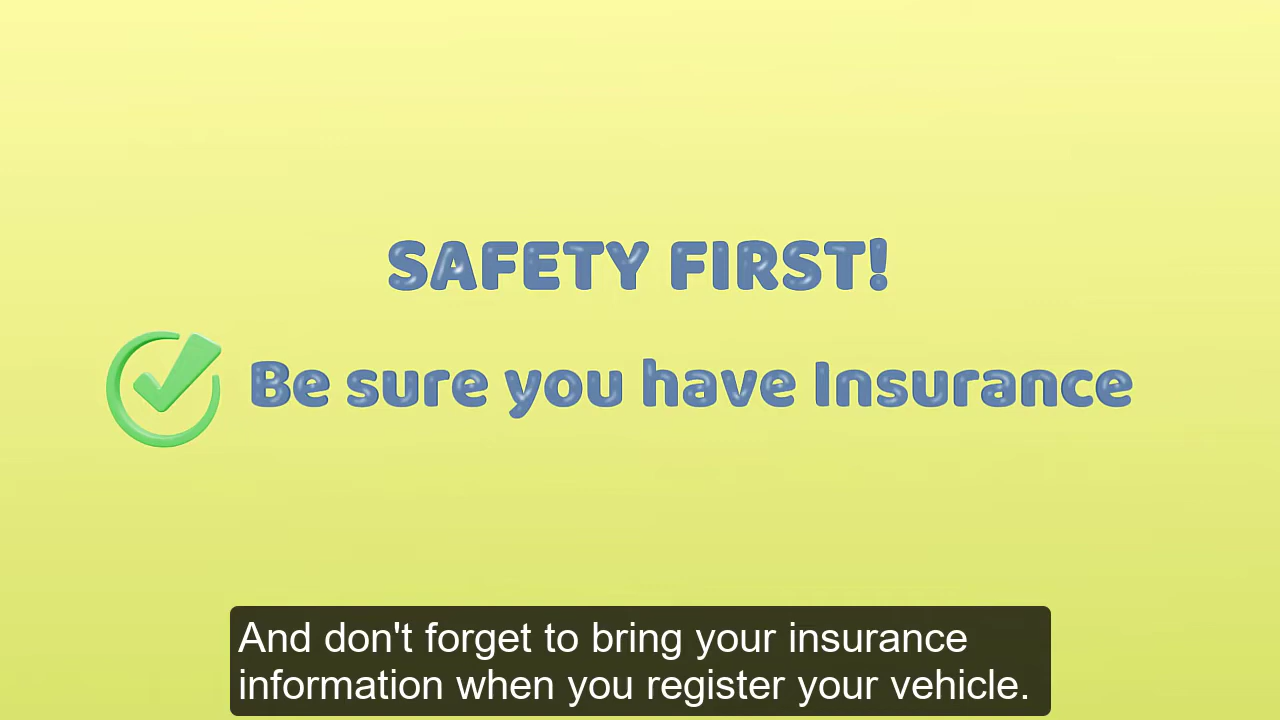 SAFETY FIRST!
Be sure you have Insurance
And don't forget to bring your insurance
information when you register your vehicle.